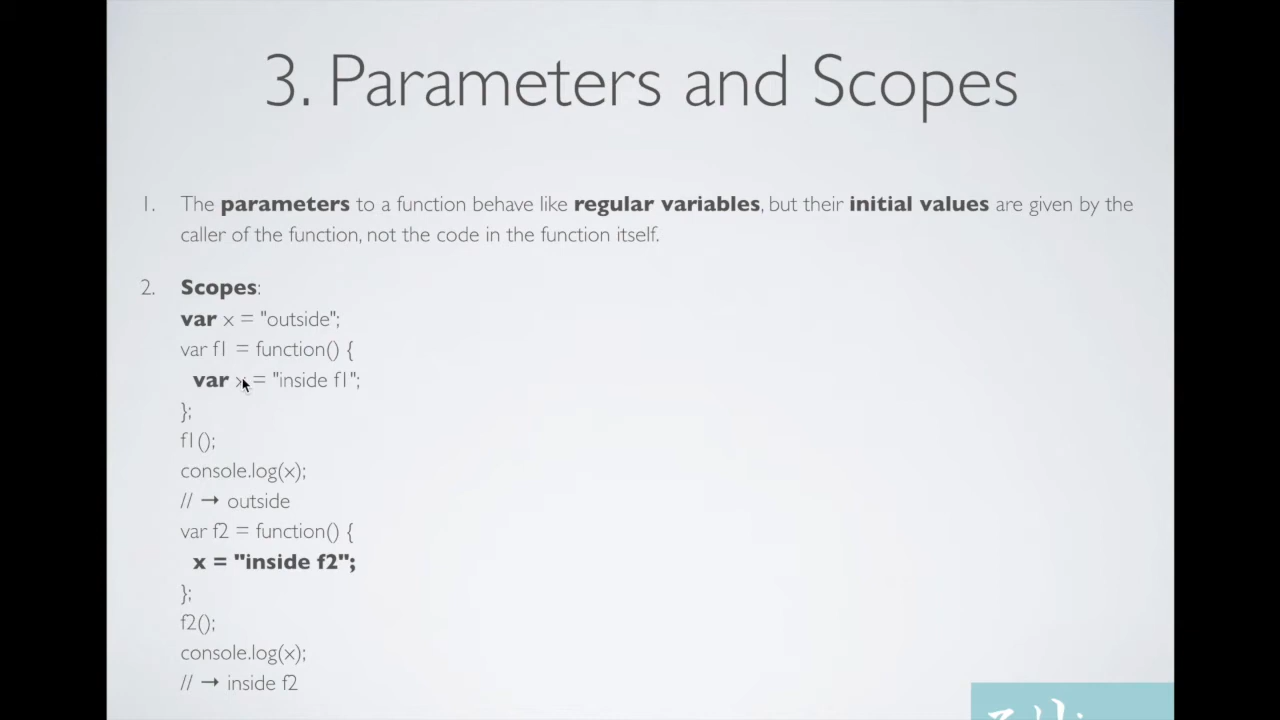 3. Parameters and Scopes
1. The parameters to a function behave like regular variables, but their initial values are given by the
caller of the function, not the code in the function itself.
2. Scopes:
var x = "outside";
var f1 = function() {
var x = "inside f1";
};
f1();
console.log(x);
// → outside
var f2 = function() {
x = "inside f2";
};
f2();
console.log(x);
// → inside f2